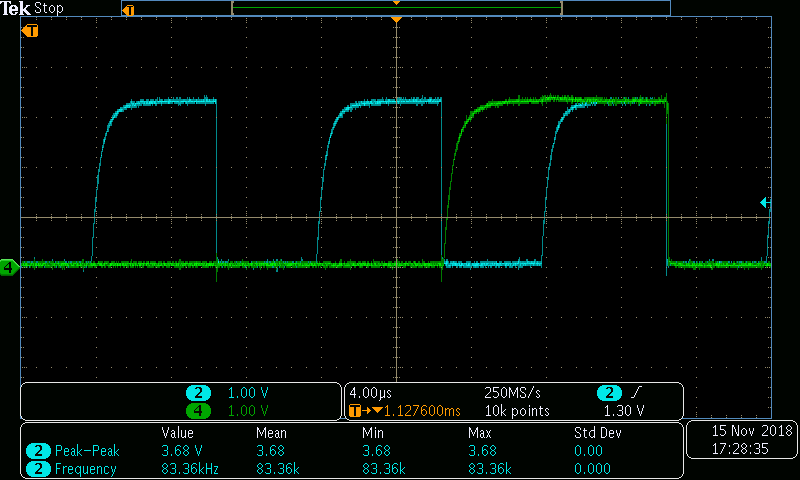 Tek Stop
T
T
4
2 1.00 V
4 1.00 V
4.00µs 250MS/s 2
T→▼1.127600ms 10k points 1.30 V
Value Mean Min Max Std Dev
2 Peak-Peak 3.68 V 3.68 3.68 3.68 0.00
2 Frequency 83.36kHz 83.36k 83.36k 83.36k 0.000
15 Nov 2018
17:28:35